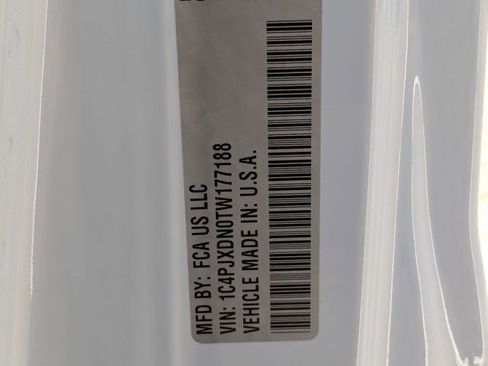 MFD BY: FCA US LLC
VIN: 1C4PJXDN0TW177188
VEHICLE MADE IN: U.S.A.